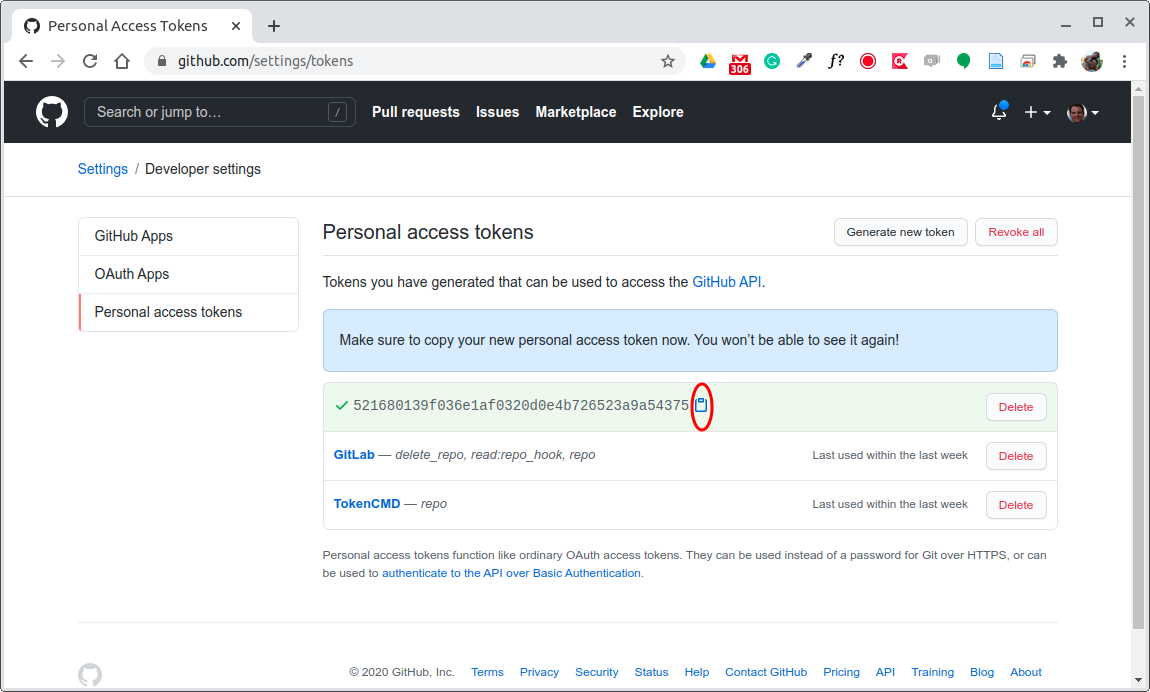 Personal Access Tokens
github.com/settings/tokens
306
f?
Search or jump to…
/
Pull requests
Issues
Marketplace
Explore
Settings / Developer settings
GitHub Apps
OAuth Apps
Personal access tokens
Personal access tokens
Generate new token
Revoke all
Tokens you have generated that can be used to access the GitHub API.
Make sure to copy your new personal access token now. You won’t be able to see it again!
521680139f036e1af0320d0e4b726523a9a54375
Delete
GitLab — delete_repo, read:repo_hook, repo
Last used within the last week
Delete
TokenCMD — repo
Last used within the last week
Delete
Personal access tokens function like ordinary OAuth access tokens. They can be used instead of a password for Git over HTTPS, or can
be used to authenticate to the API over Basic Authentication.
© 2020 GitHub, Inc.
Terms
Privacy
Security
Status
Help
Contact GitHub
Pricing
API
Training
Blog
About